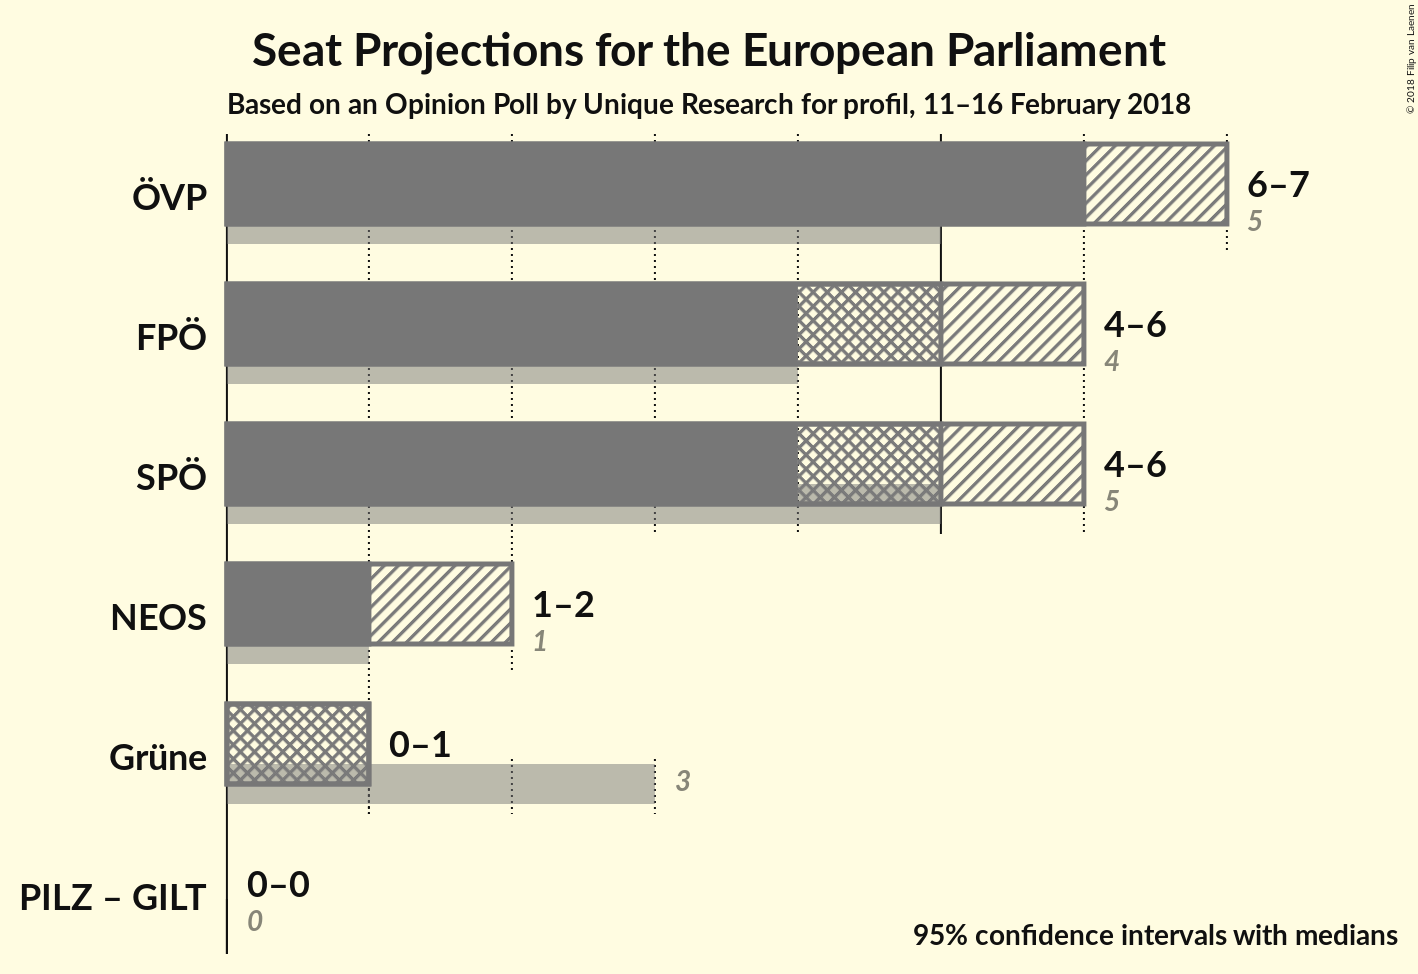 Seat Projections for the European Parliament
Based on an Opinion Poll by Unique Research for profil, 11–16 February 2018
© 2018 Filip van Laenen
ÖVP
6–7
5
FPÖ
4–6
4
SPÖ
4–6
5
NEOS
1–2
1
Grüne
0–1
3
PILZ – GILT
0–0
0
95% confidence intervals with medians